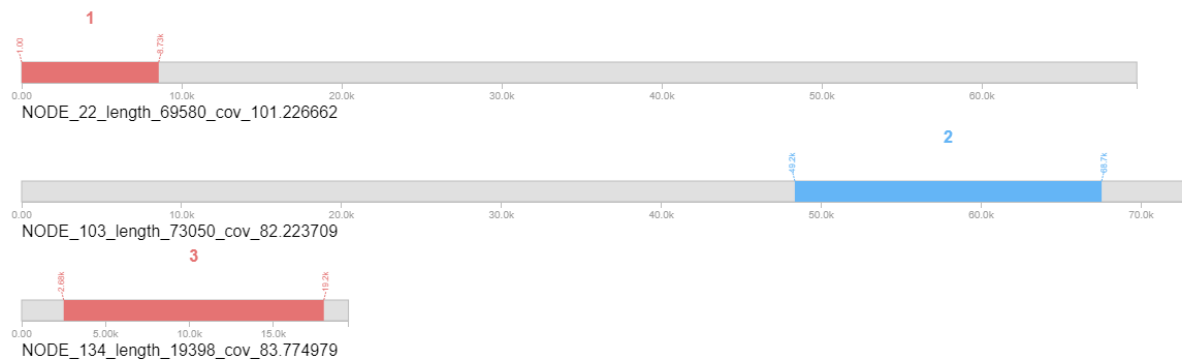 1
-1.00
-8.73k
0.00 10.0k 20.0k 30.0k 40.0k 50.0k 60.0k
NODE_22_length_69580_cov_101.226662
2
-49.2k
-68.7k
0.00 10.0k 20.0k 30.0k 40.0k 50.0k 60.0k 70.0k
NODE_103_length_73050_cov_82.223709
3
-2.68k
-19.2k
0.00 5.00k 10.0k 15.0k
NODE_134_length_19398_cov_83.774979